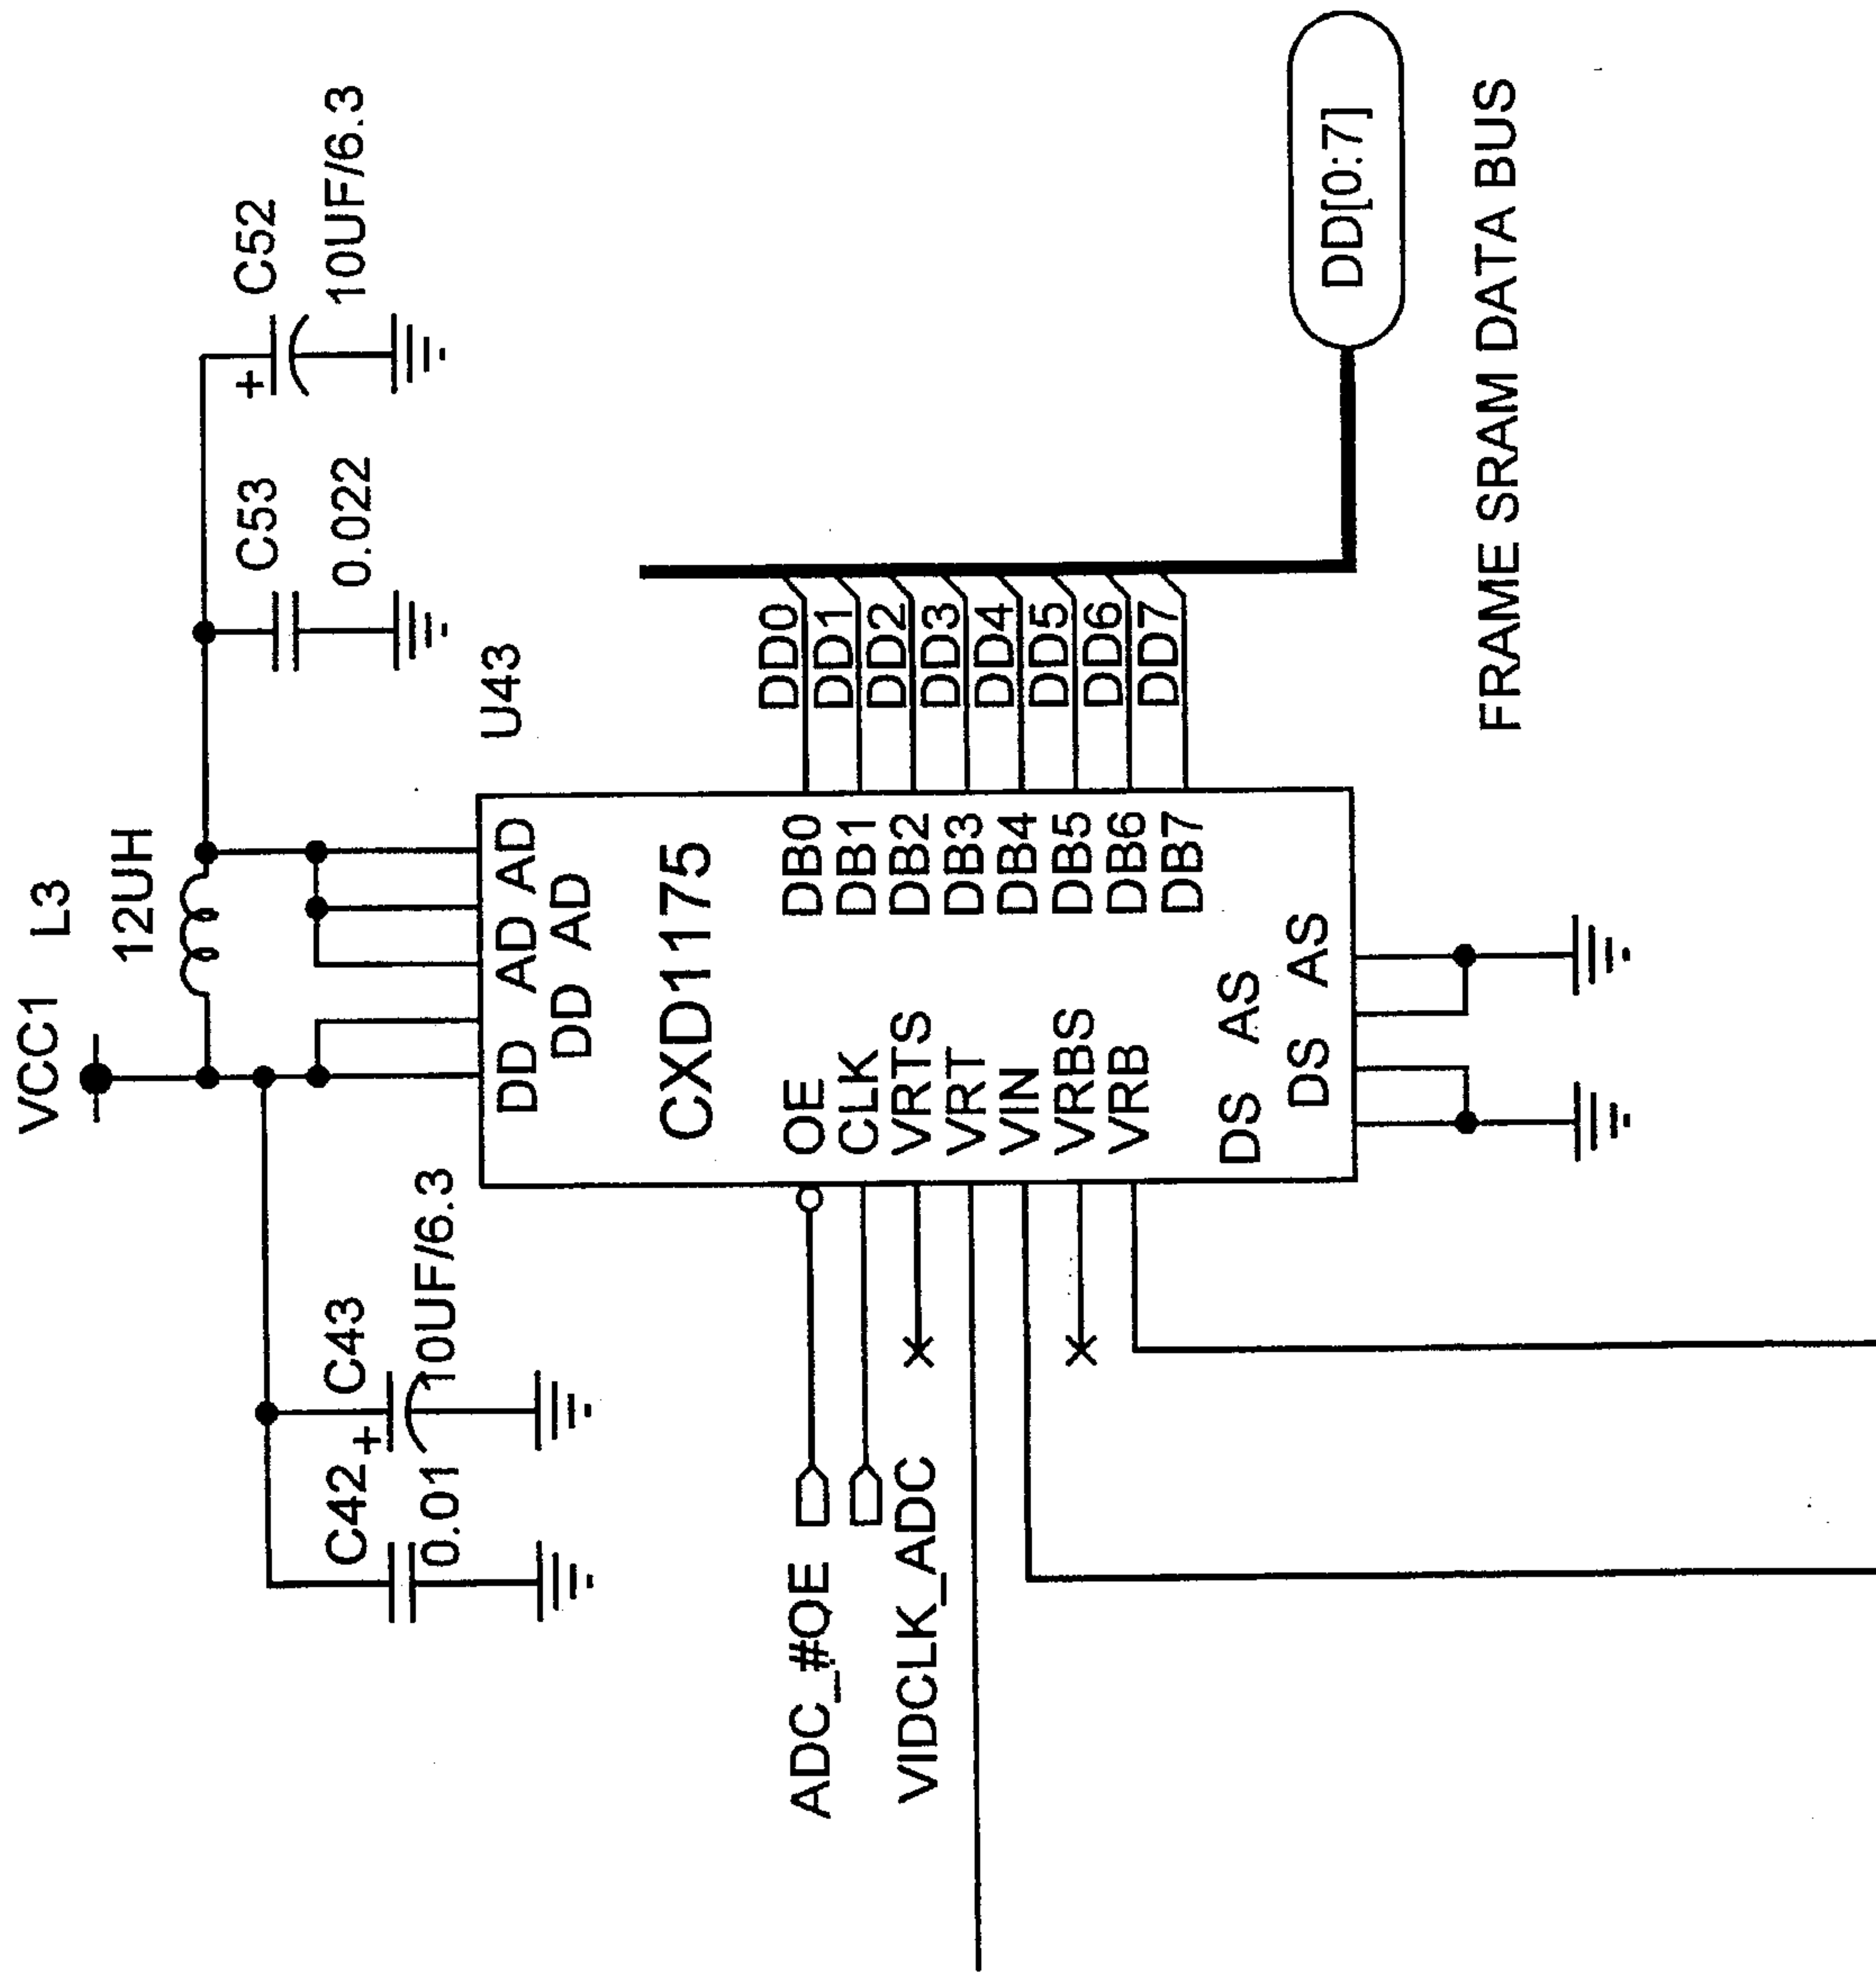 VCC1
L3
12UH
C52
10UF/6.3
C53
0.022
+
C43
10UF/6.3
+
C42
0.01
U43
DD AD AD
DD AD
CXD1175
OE
CLK
VRTS
VRT
VIN
VRBS
VRB
DB0
DB1
DB2
DB3
DB4
DB5
DB6
DB7
DS AS
DS AS
DD0
DD1
DD2
DD3
DD4
DD5
DD6
DD7
ADC_#OE
VIDCLK_ADC
DD[0:7]
FRAME SRAM DATA BUS